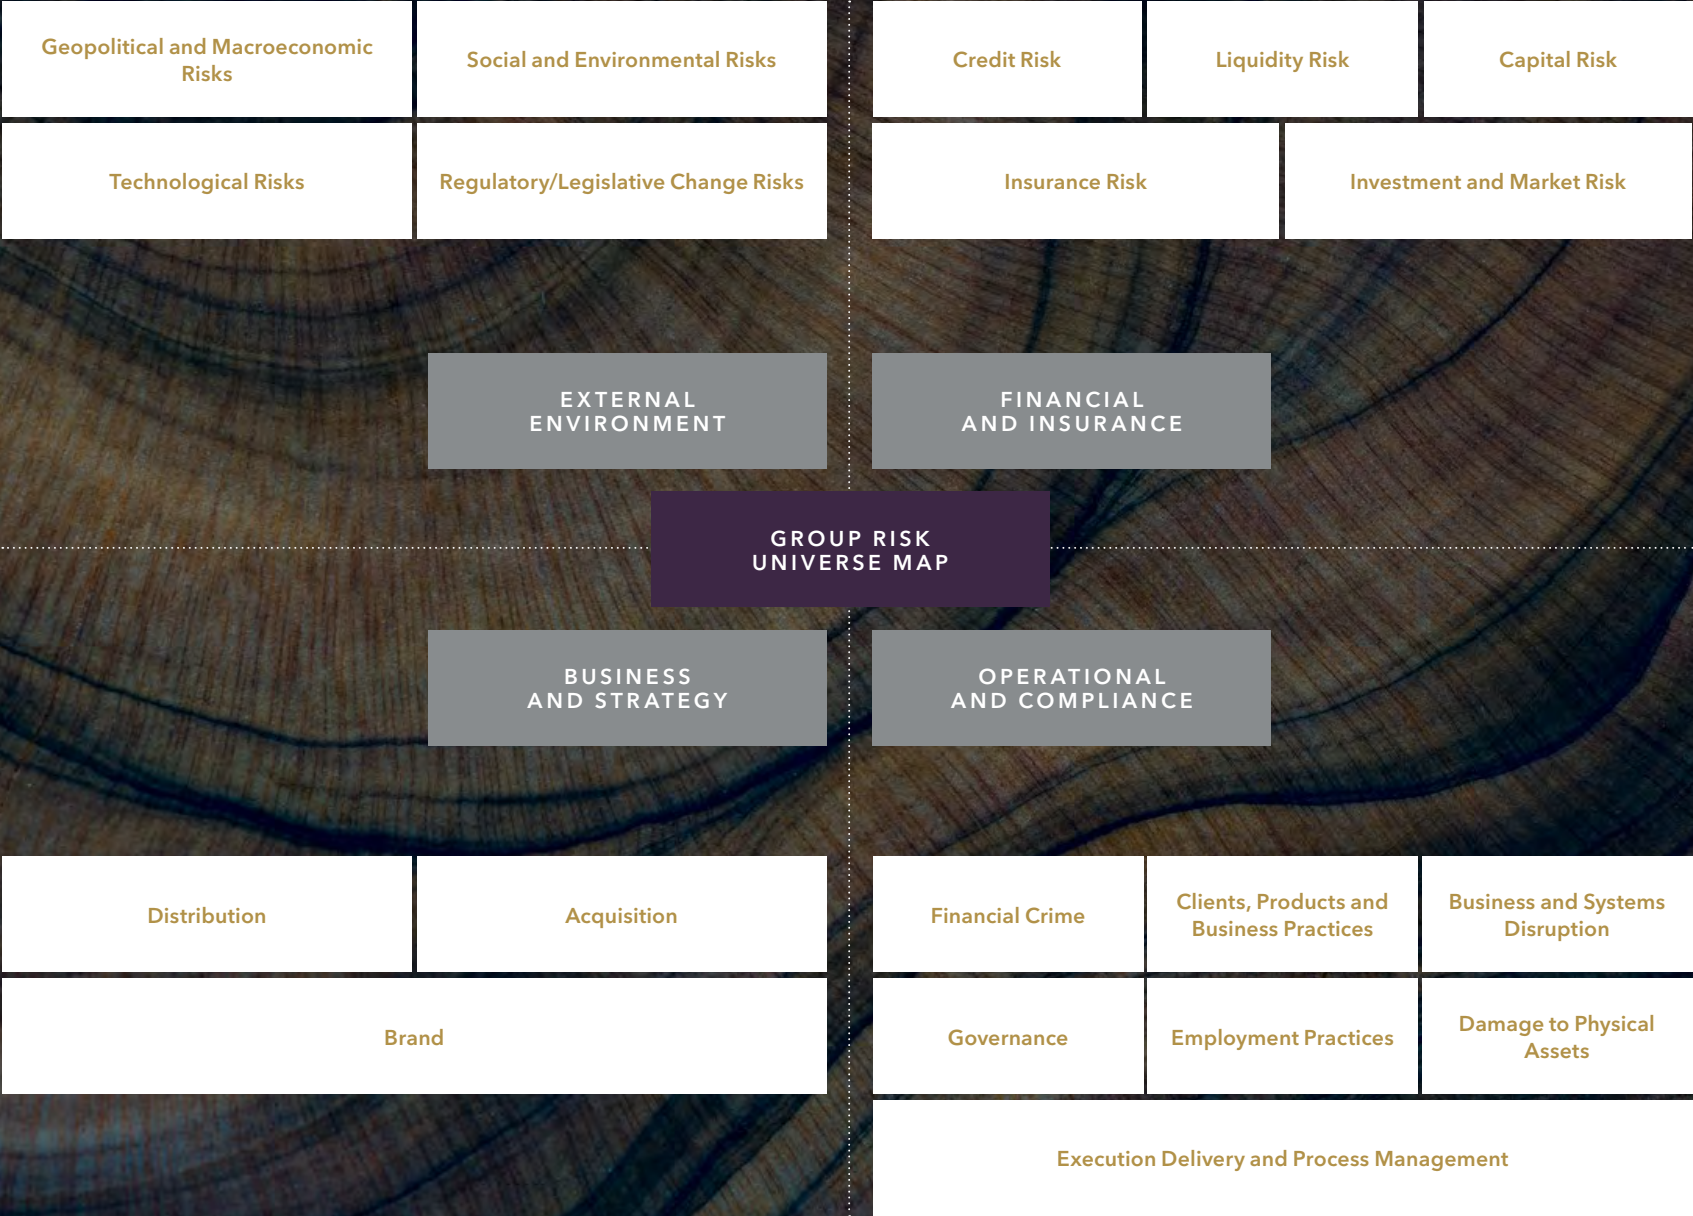 Geopolitical and Macroeconomic
Risks
Social and Environmental Risks
Technological Risks
Regulatory/Legislative Change Risks
Credit Risk
Liquidity Risk
Capital Risk
Insurance Risk
Investment and Market Risk
EXTERNAL
ENVIRONMENT
FINANCIAL
AND INSURANCE
GROUP RISK
UNIVERSE MAP
BUSINESS
AND STRATEGY
OPERATIONAL
AND COMPLIANCE
Distribution
Acquisition
Brand
Financial Crime
Clients, Products and
Business Practices
Business and Systems
Disruption
Governance
Employment Practices
Damage to Physical
Assets
Execution Delivery and Process Management